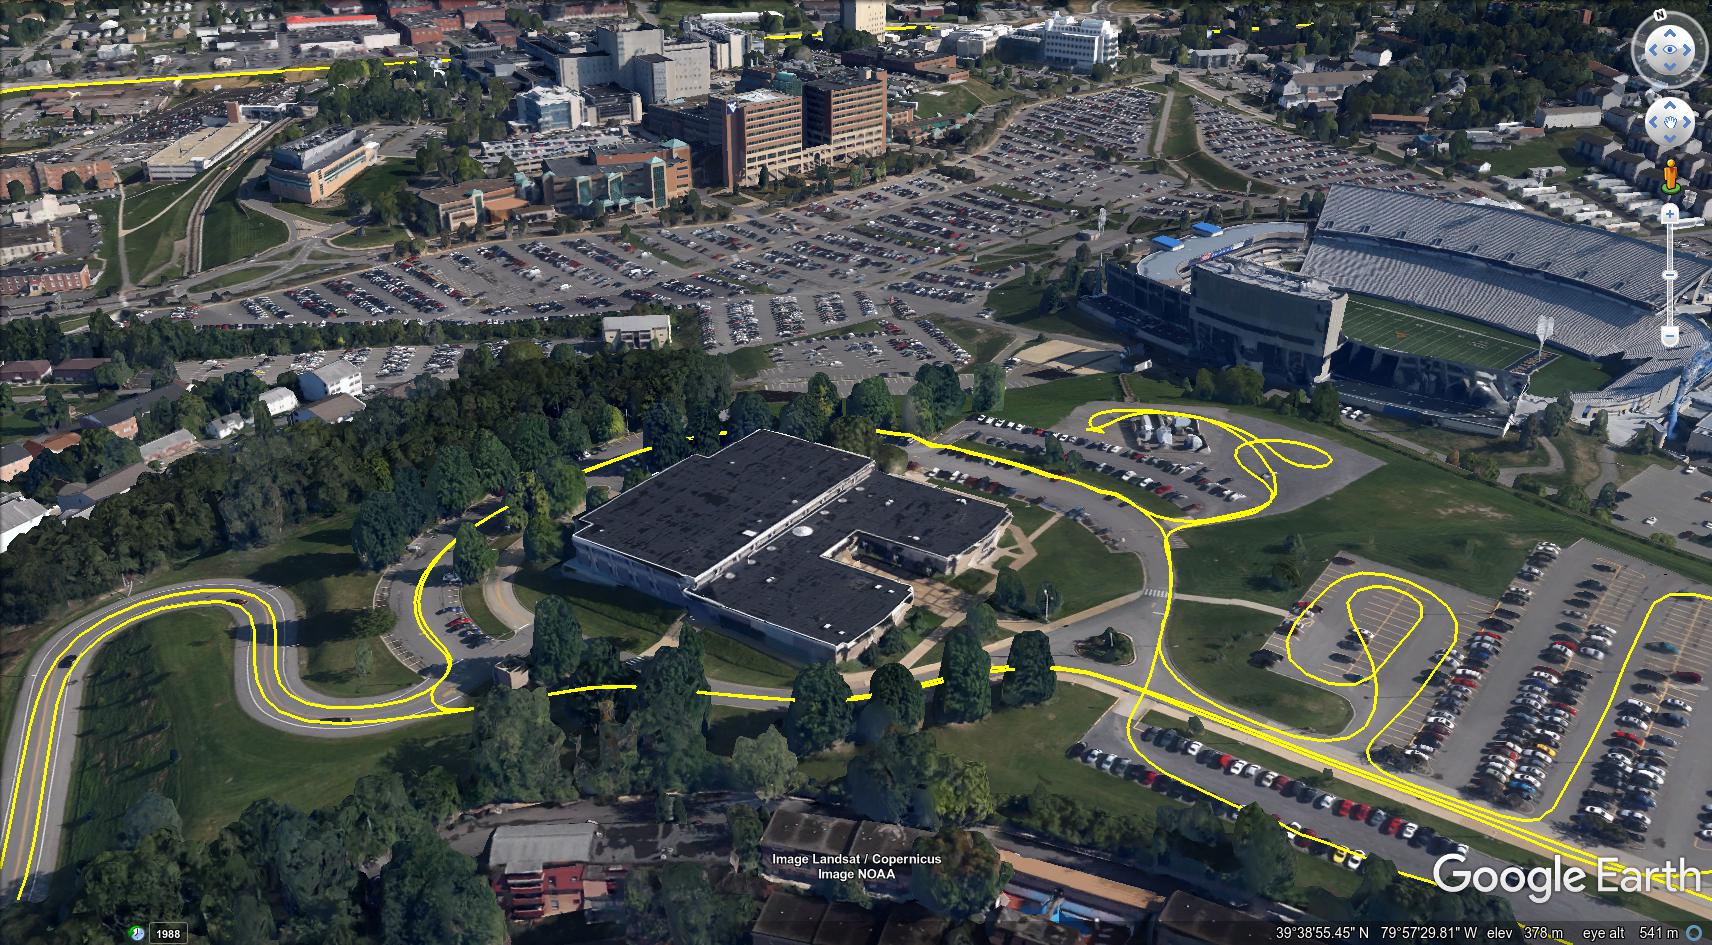 N
Image Landsat / Copernicus
Image NOAA
Google Earth
1988
39°38'55.45" N 79°57'29.81" W elev 378 m eye alt 541 m